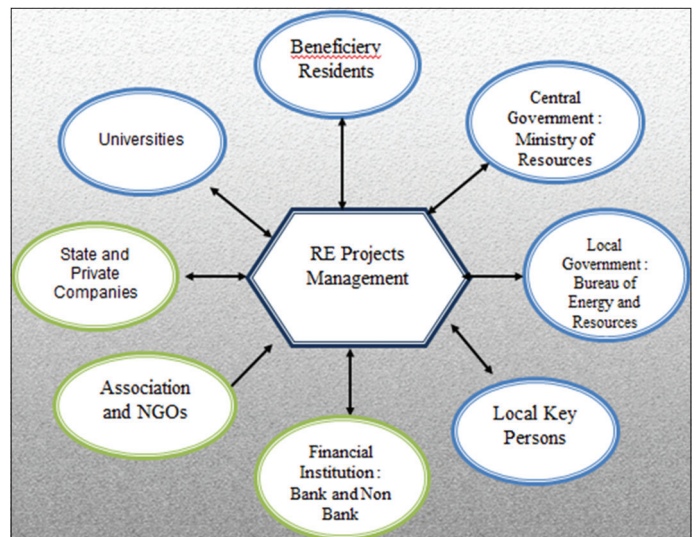 Beneficiery
Residents
Central
Government :
Ministry of
Resources
Universities
State and
Private
Companies
RE Projects
Management
Local
Government :
Bureau of
Energy and
Resources
Association
and NGOs
Local Key
Persons
Financial
Institution :
Bank and Non
Bank